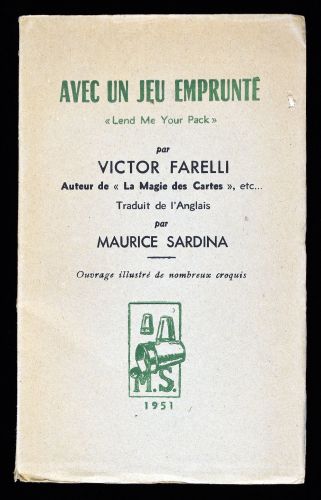 AVEC UN JEU EMPRUNTÉ
« Lend Me Your Pack »
par
VICTOR FARELLI
Auteur de « La Magie des Cartes », etc...
Traduit de l'Anglais
par
MAURICE SARDINA
Ouvrage illustré de nombreux croquis
M.S.
1951